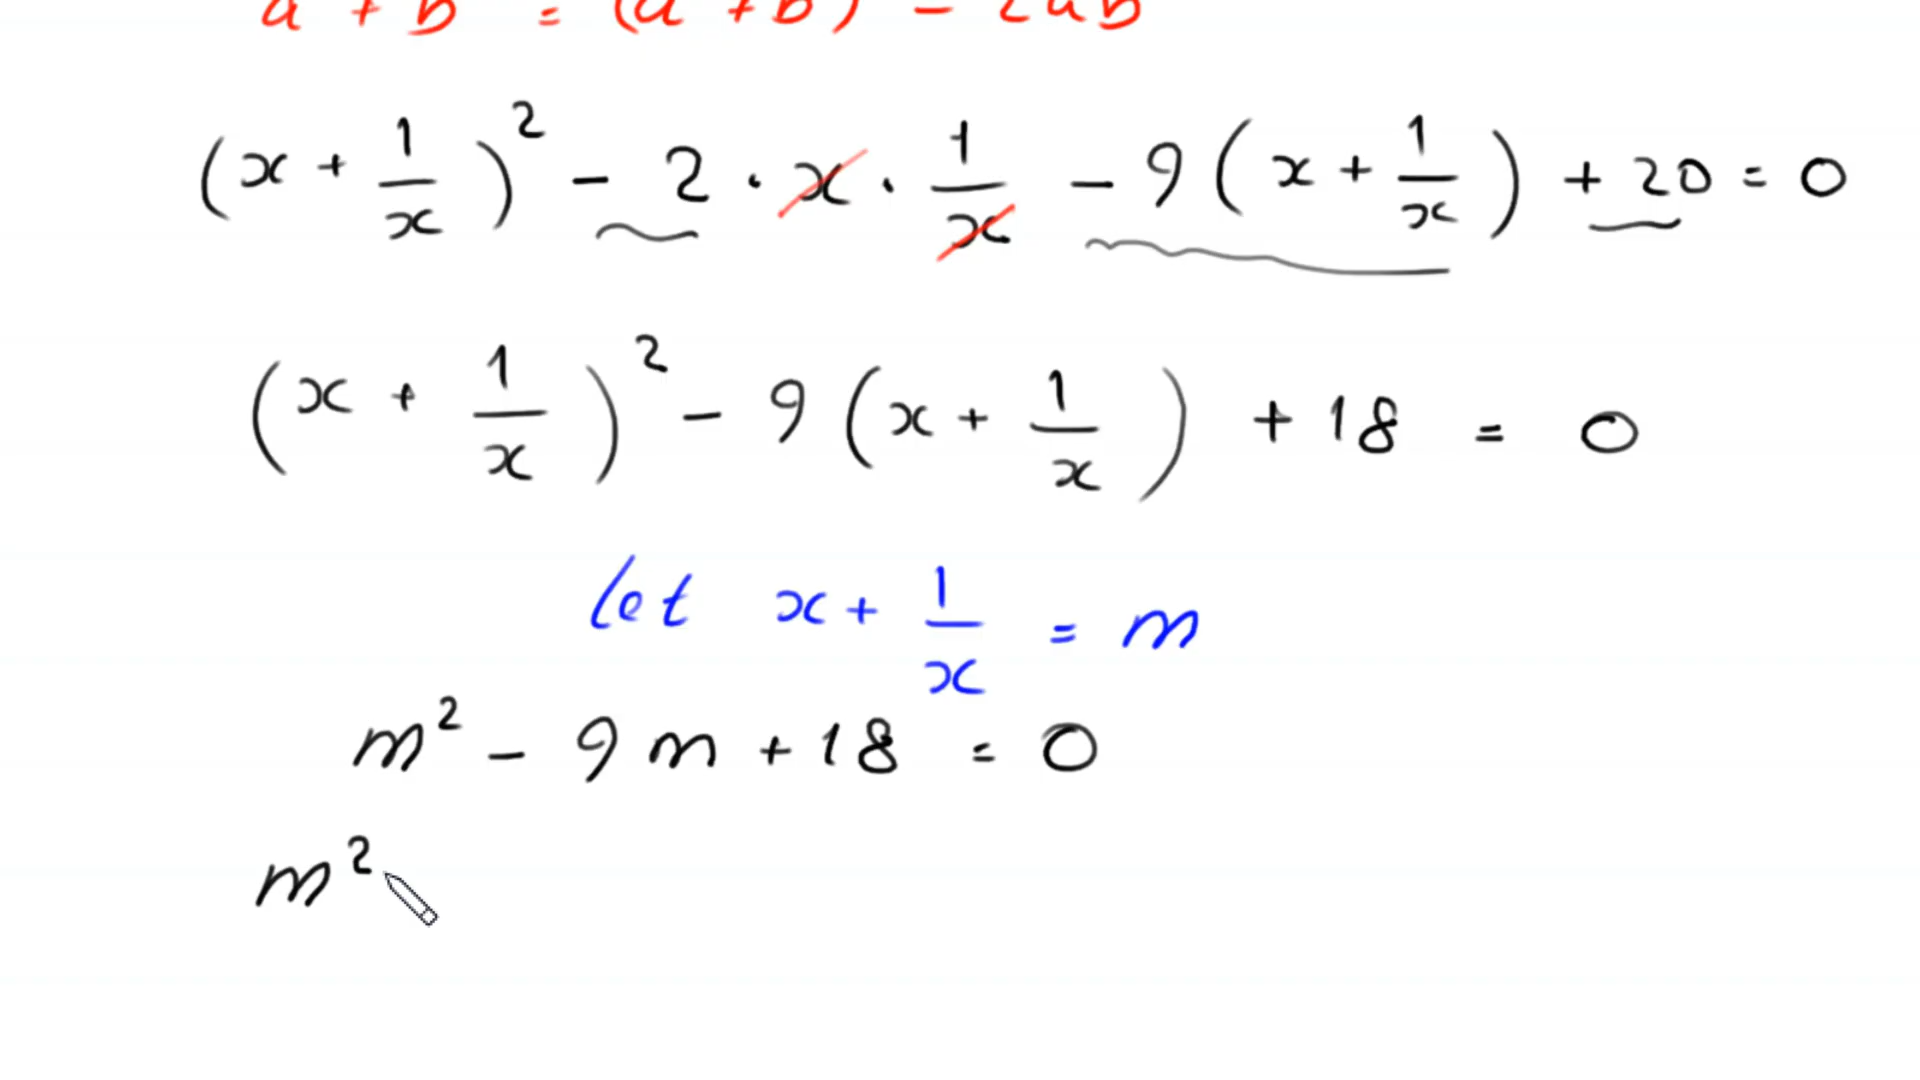 a + b = (a + b) - 2ab
(x + 1/x)² - 2 · x · 1/x - 9(x + 1/x) + 20 = 0
(x + 1/x)² - 9(x + 1/x) + 18 = 0
let x + 1/x = m
m² - 9m + 18 = 0
m²